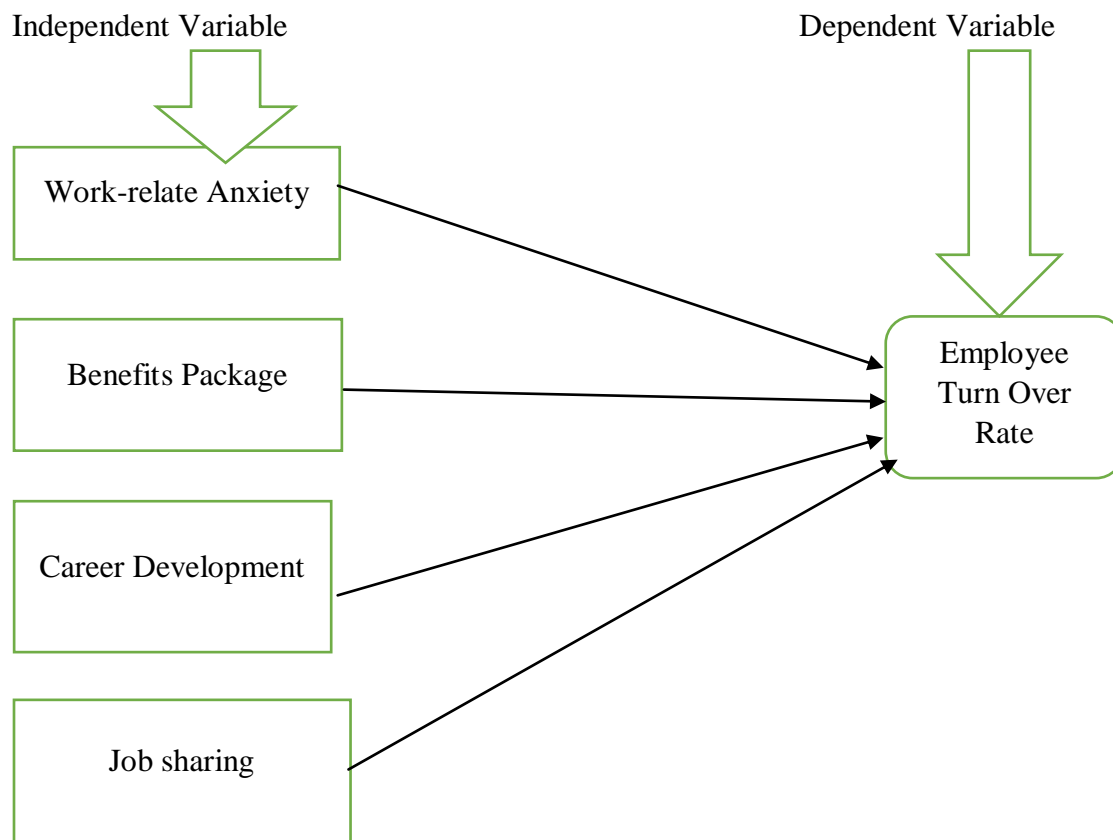 Independent Variable
Dependent Variable
Work-relate Anxiety
Benefits Package
Career Development
Job sharing
Employee
Turn Over
Rate